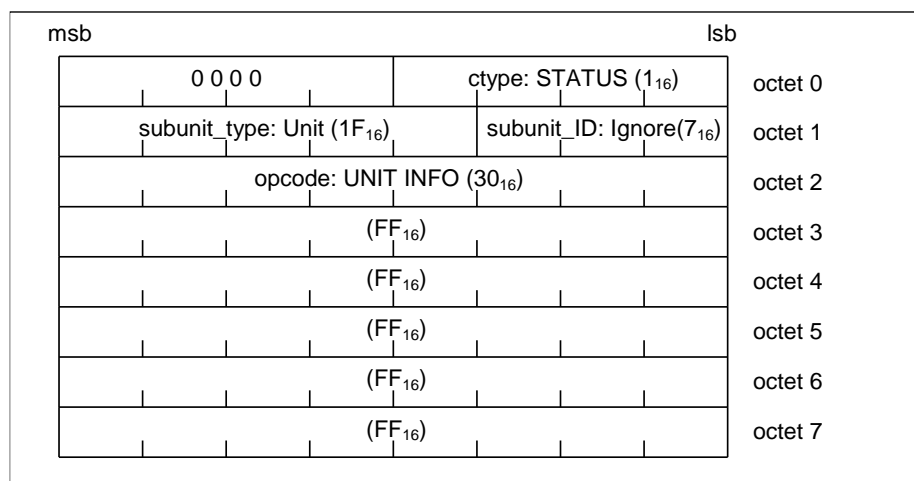 msb lsb
0 0 0 0 ctype: STATUS (1₁₆) octet 0
subunit_type: Unit (1F₁₆) subunit_ID: Ignore(7₁₆) octet 1
opcode: UNIT INFO (30₁₆) octet 2
(FF₁₆) octet 3
(FF₁₆) octet 4
(FF₁₆) octet 5
(FF₁₆) octet 6
(FF₁₆) octet 7